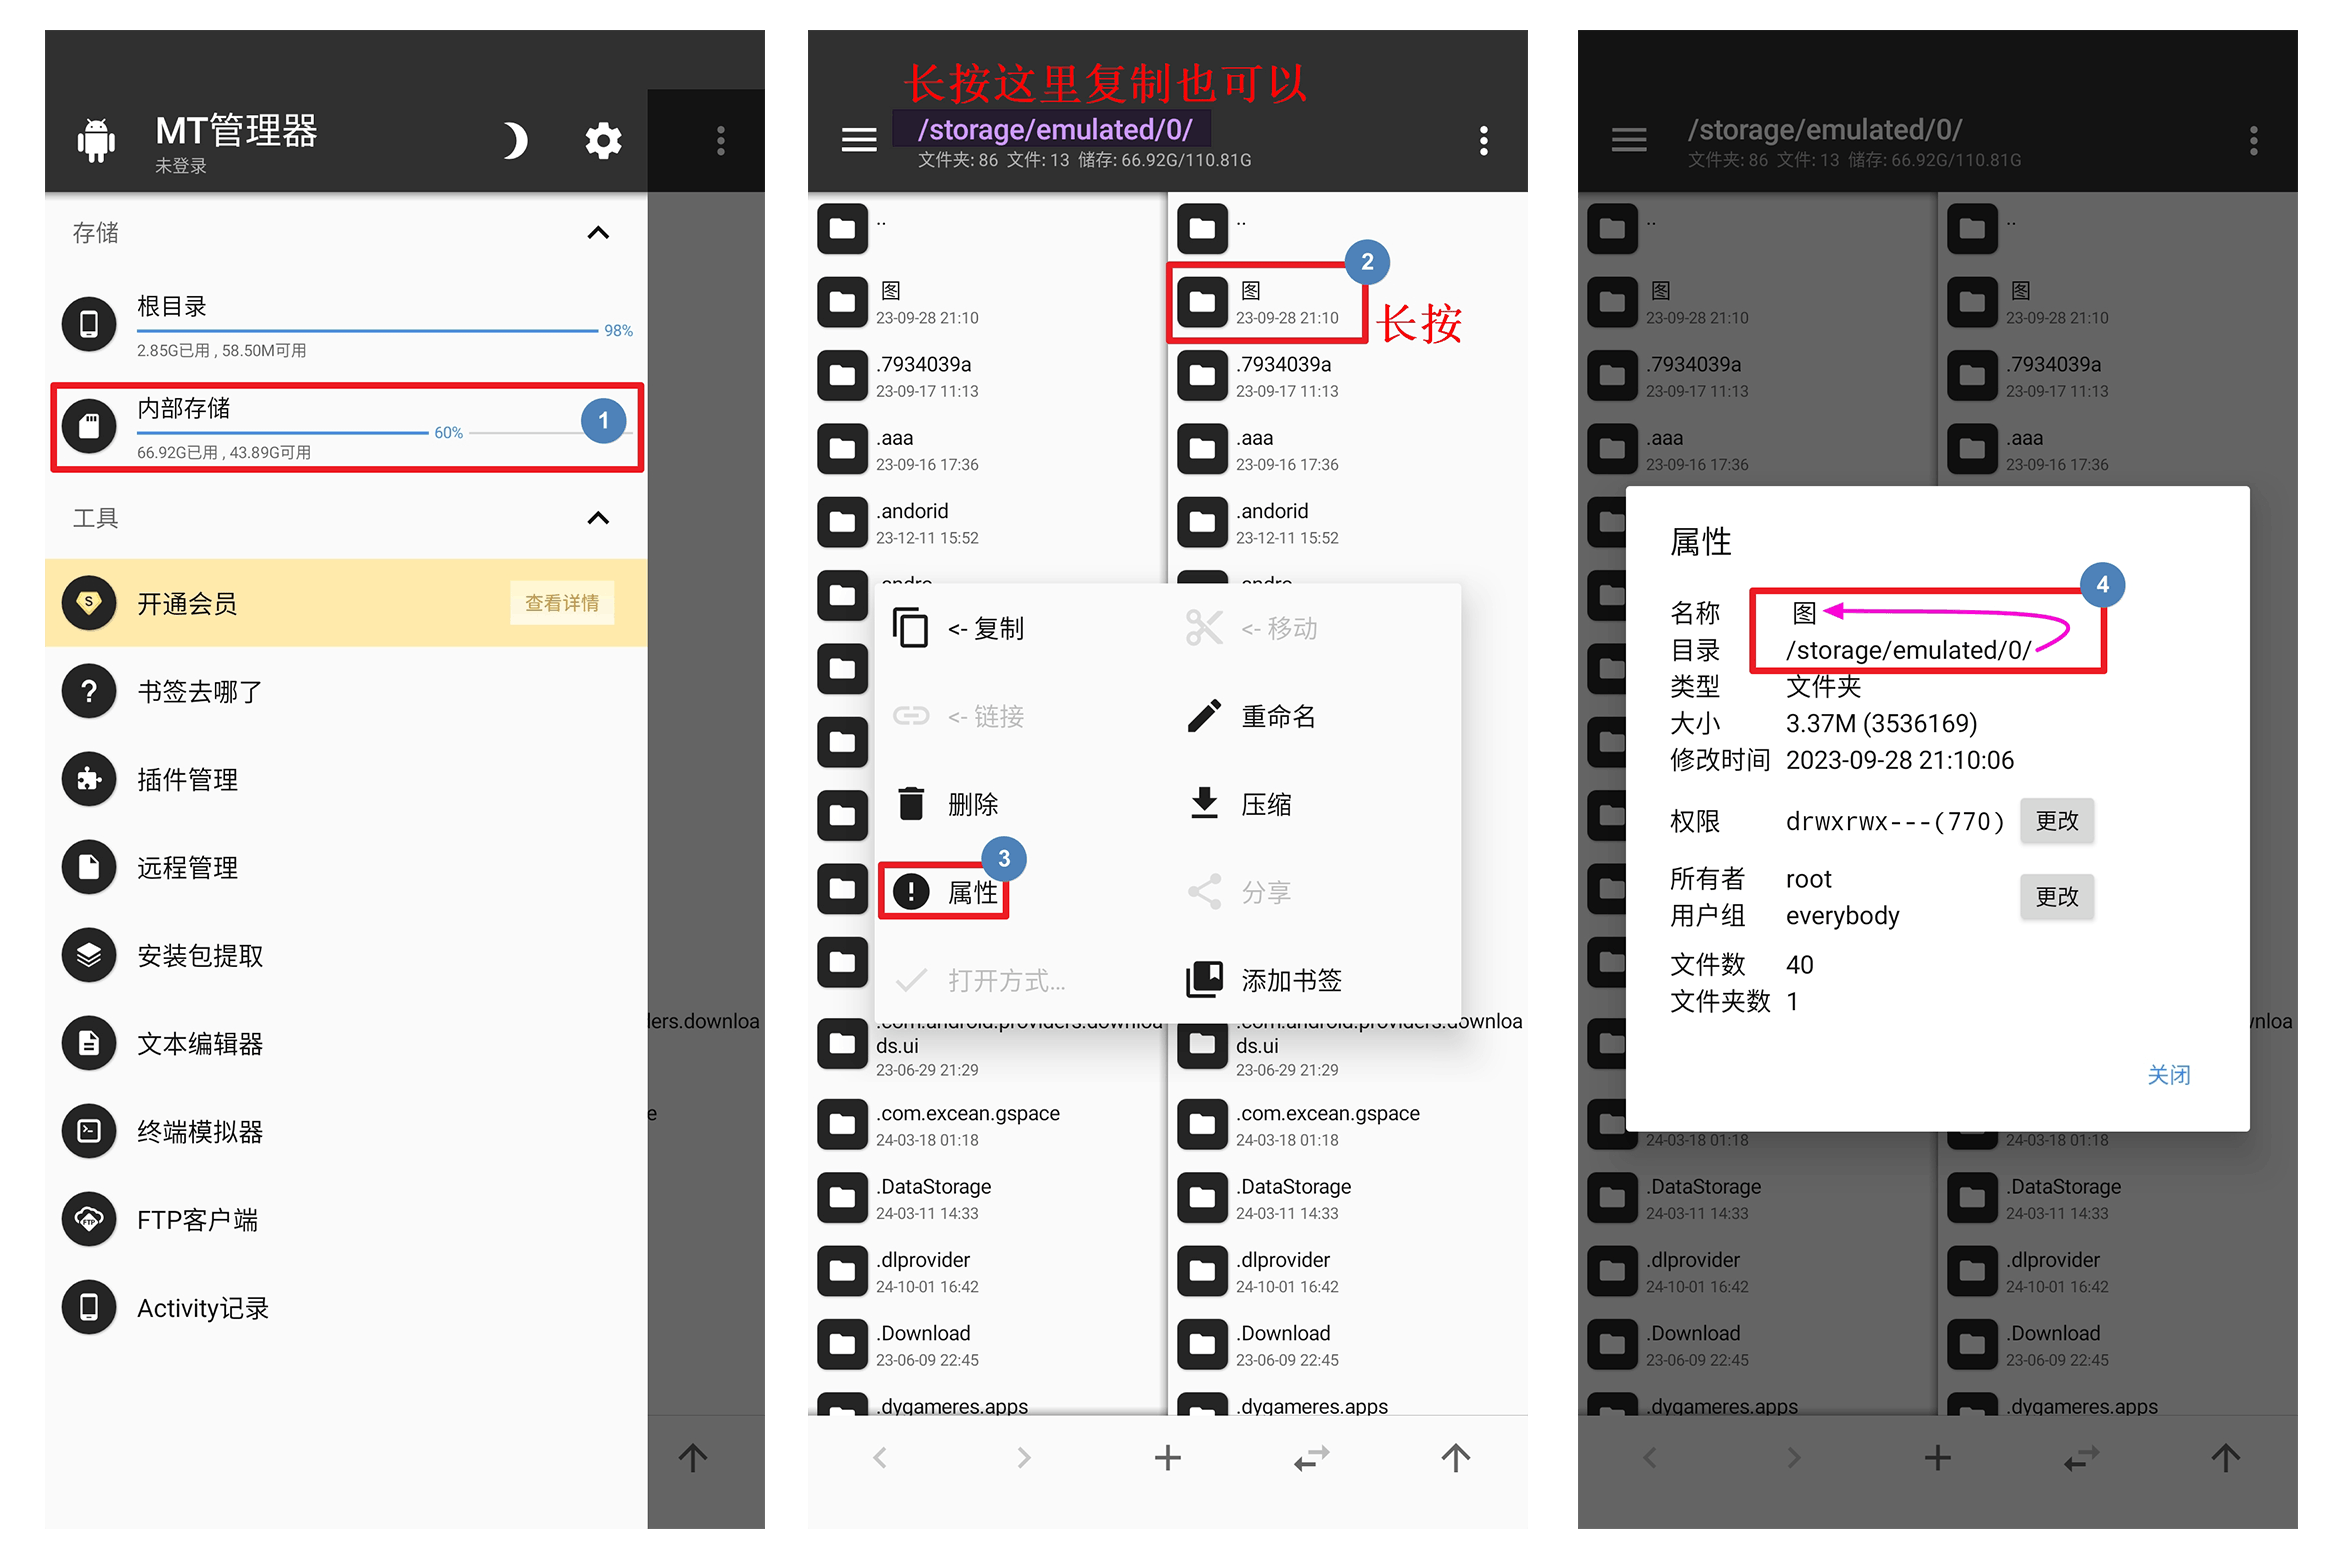 MT管理器
未登录
存储
根目录
98%
2.85G已用 , 58.50M可用
内部存储
1
60%
66.92G已用 , 43.89G可用
工具
S
开通会员
查看详情
书签去哪了
插件管理
远程管理
安装包提取
文本编辑器
终端模拟器
FTP
FTP客户端
Activity记录
ders.downloa
e
长按这里复制也可以
/storage/emulated/0/
文件夹: 86 文件: 13 储存: 66.92G/110.81G
..
..
2
图
图
23-09-28 21:10
23-09-28 21:10
长按
.7934039a
.7934039a
23-09-17 11:13
23-09-17 11:13
.aaa
.aaa
23-09-16 17:36
23-09-16 17:36
.andorid
.andorid
23-12-11 15:52
23-12-11 15:52
<- 复制
<- 移动
<- 链接
重命名
删除
压缩
3
属性
分享
打开方式...
添加书签
.com.android.providers.downloa
.com.android.providers.downloa
ds.ui
ds.ui
23-06-29 21:29
23-06-29 21:29
.com.excean.gspace
.com.excean.gspace
24-03-18 01:18
24-03-18 01:18
.DataStorage
.DataStorage
24-03-11 14:33
24-03-11 14:33
.dlprovider
.dlprovider
24-10-01 16:42
24-10-01 16:42
.Download
.Download
23-06-09 22:45
23-06-09 22:45
.dygameres.apps
.dygameres.apps
/storage/emulated/0/
文件夹: 86 文件: 13 储存: 66.92G/110.81G
..
..
图
图
23-09-28 21:10
23-09-28 21:10
.7934039a
.7934039a
23-09-17 11:13
23-09-17 11:13
.aaa
.aaa
23-09-16 17:36
23-09-16 17:36
属性
4
名称 图
目录 /storage/emulated/0/
类型 文件夹
大小 3.37M (3536169)
修改时间 2023-09-28 21:10:06
权限 drwxrwx---(770) 更改
所有者 root
更改
用户组 everybody
文件数 40
文件夹数 1
wnloa
关闭
24-03-18 01:18
24-03-18 01:18
.DataStorage
.DataStorage
24-03-11 14:33
24-03-11 14:33
.dlprovider
.dlprovider
24-10-01 16:42
24-10-01 16:42
.Download
.Download
23-06-09 22:45
23-06-09 22:45
.dygameres.apps
.dygameres.apps